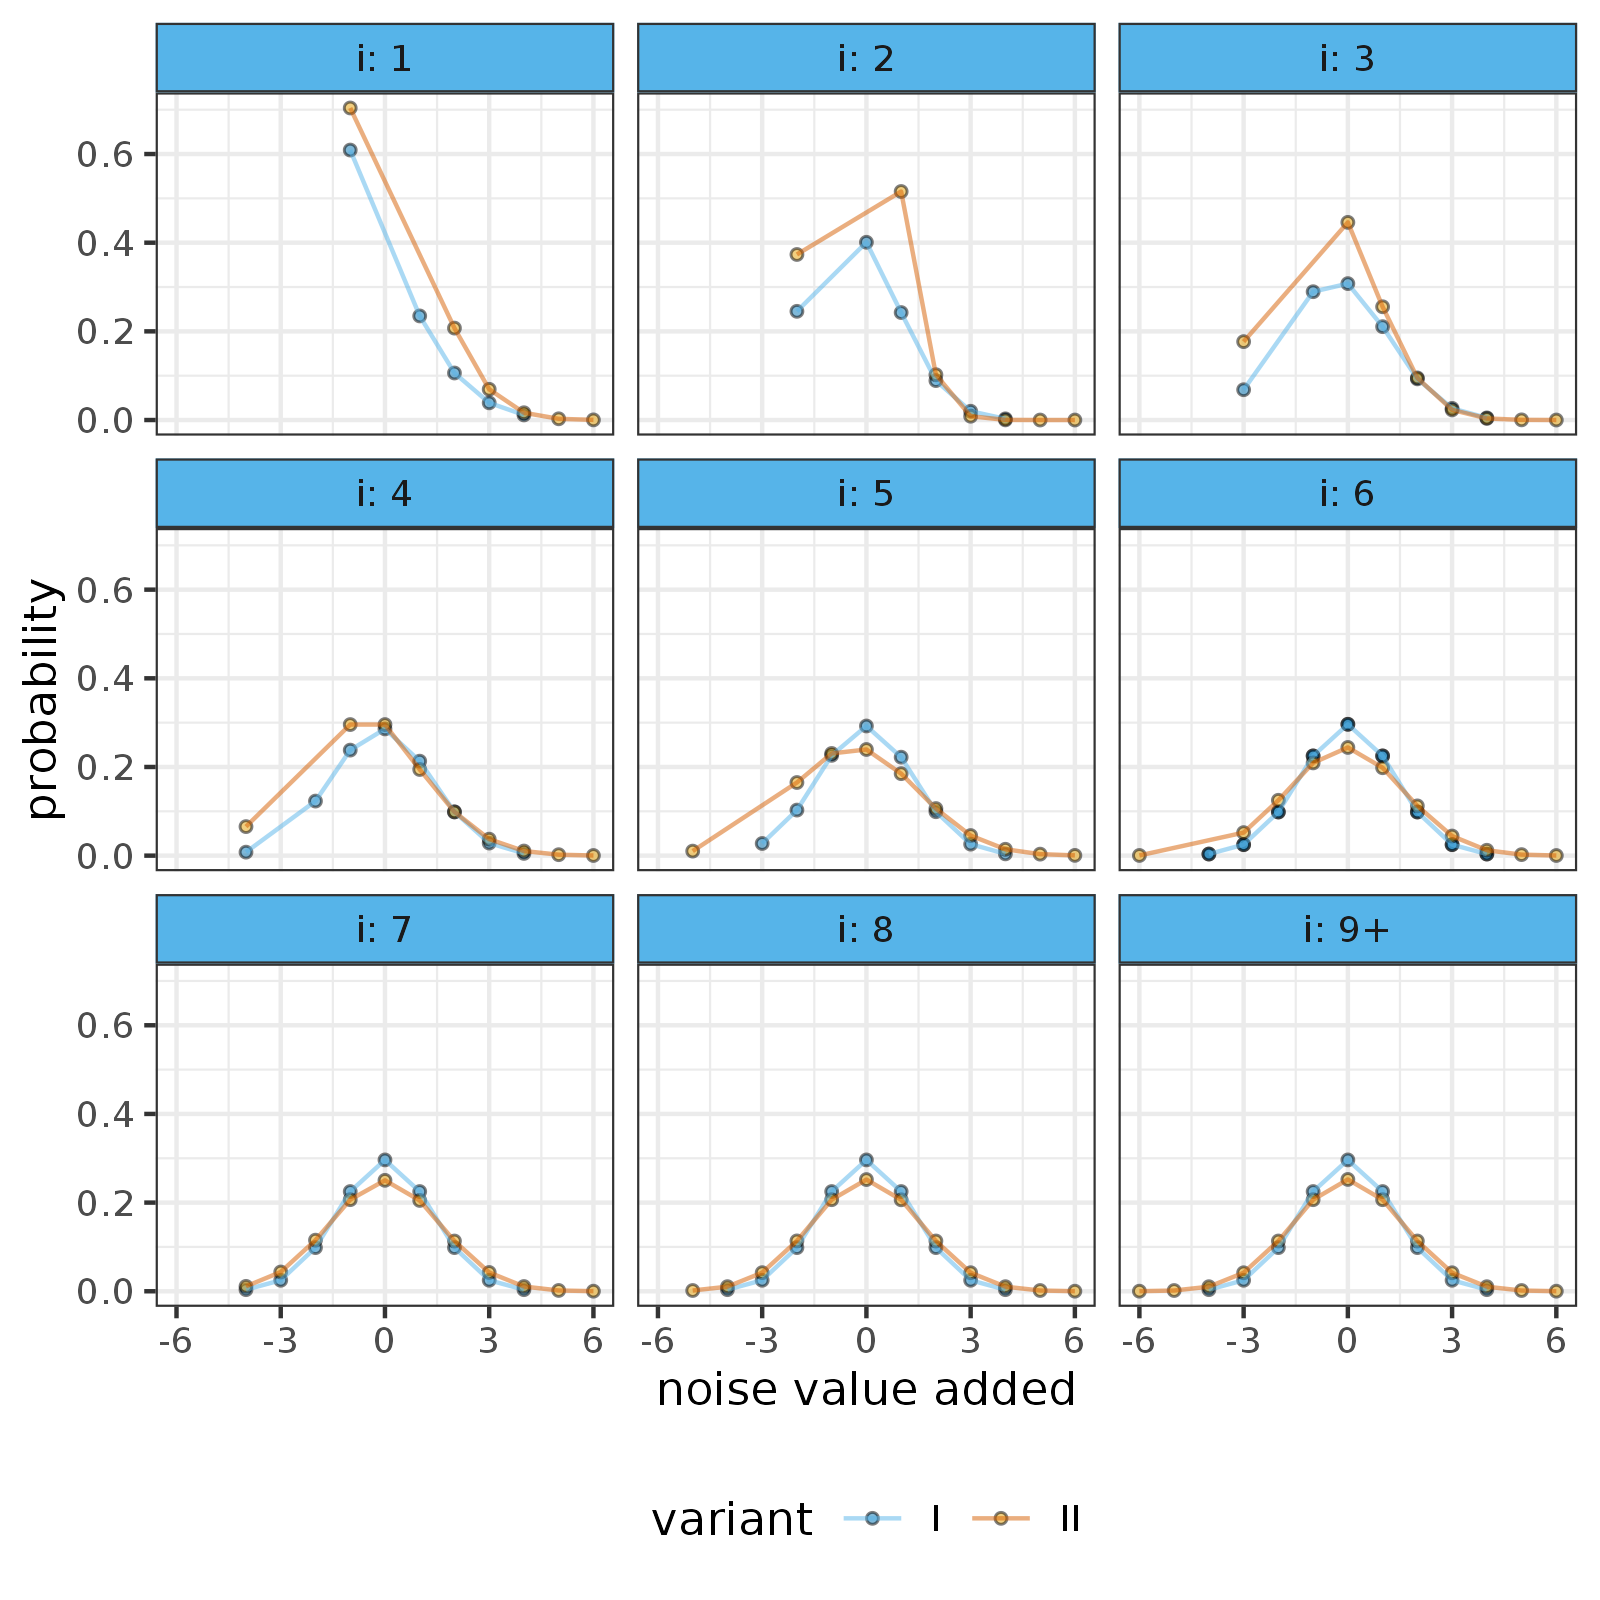 i: 1
i: 2
i: 3
0.6
0.4
0.2
0.0
i: 4
i: 5
i: 6
0.6
0.4
0.2
0.0
probability
i: 7
i: 8
i: 9+
0.6
0.4
0.2
0.0
-6 -3 0 3 6
-6 -3 0 3 6
-6 -3 0 3 6
noise value added
variant I II